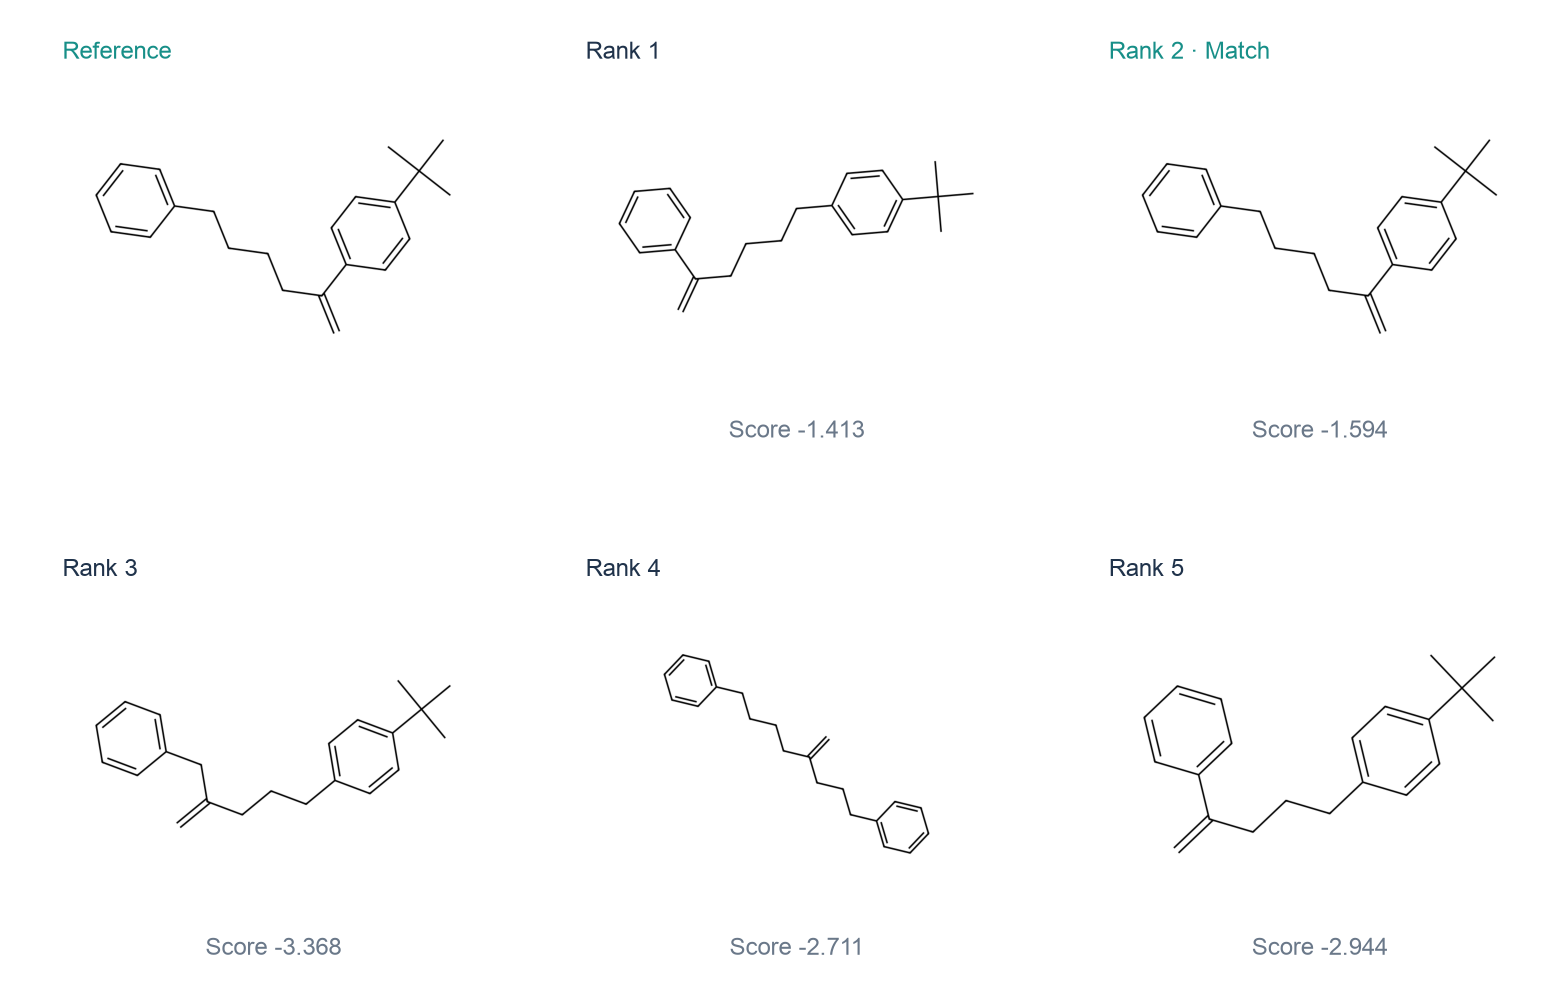 Reference
Rank 1
Rank 2 · Match
Score -1.413
Score -1.594
Rank 3
Rank 4
Rank 5
Score -3.368
Score -2.711
Score -2.944